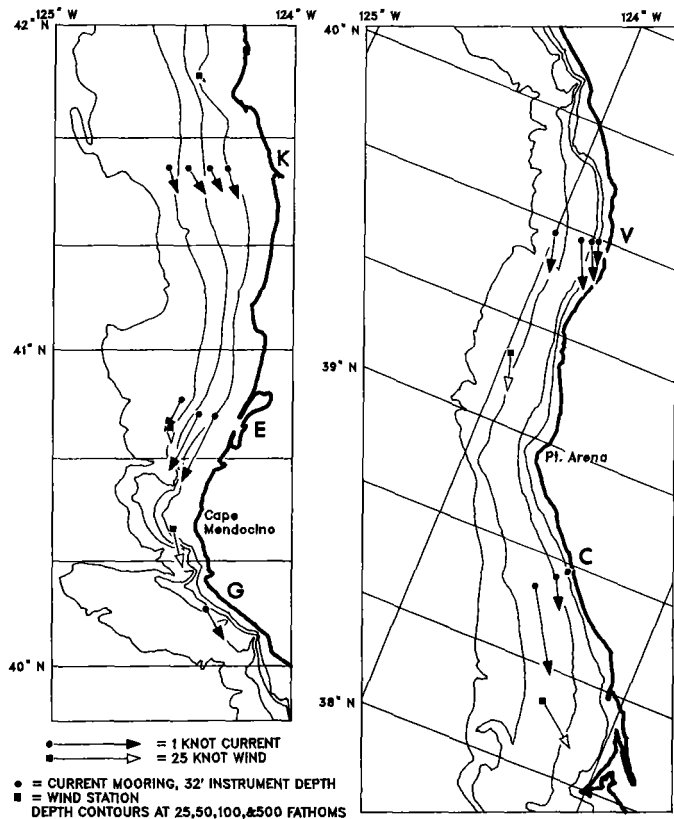 125° W 124° W
42° N
K
41° N
E
Cape
Mendocino
G
40° N
125° W 124° W
40° N
V
39° N
Pt. Arena
C
38° N
= 1 KNOT CURRENT
= 25 KNOT WIND
= CURRENT MOORING, 32' INSTRUMENT DEPTH
= WIND STATION
DEPTH CONTOURS AT 25,50,100,&500 FATHOMS